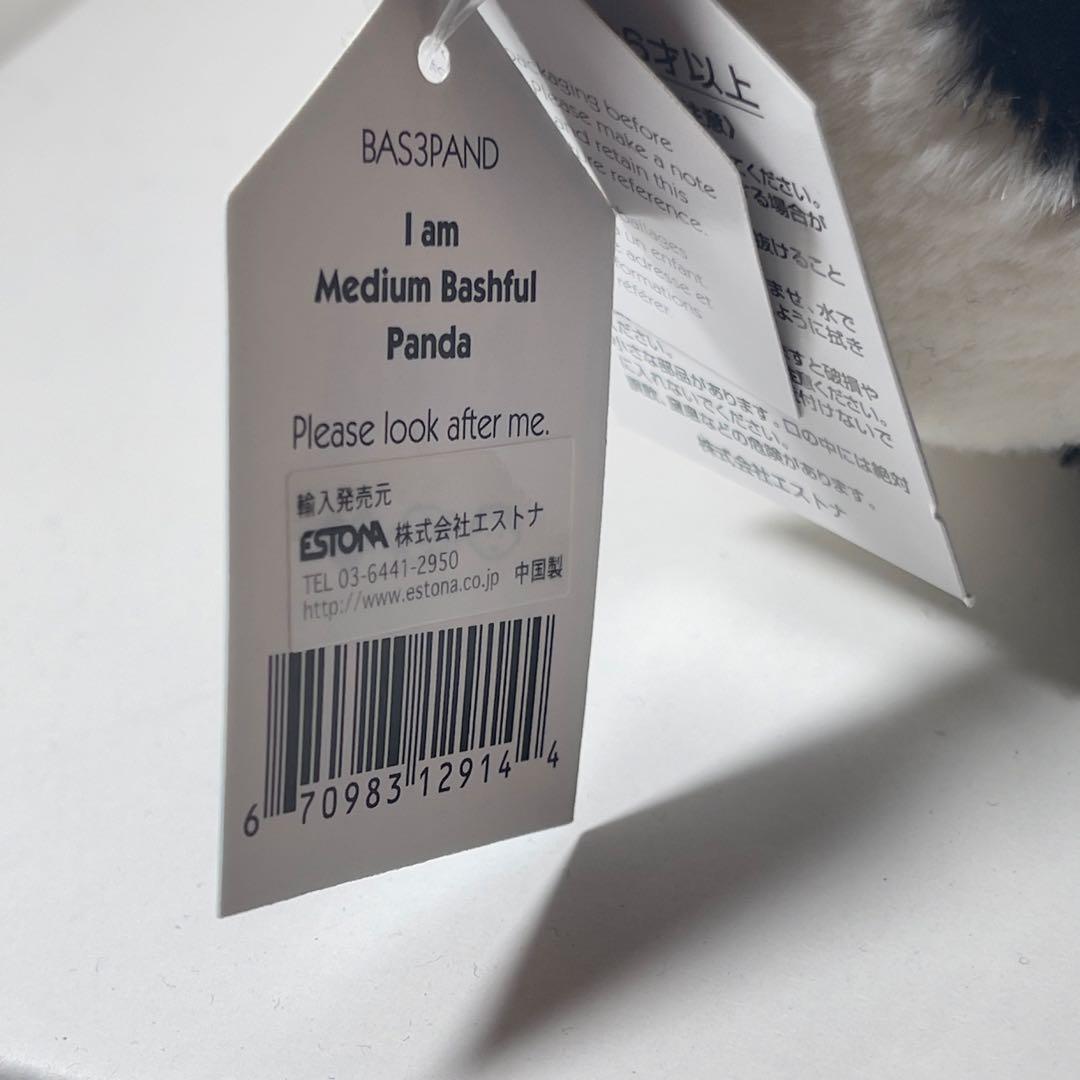 BAS3PAND
I am
Medium Bashful
Panda
Please look after me.
輸入発売元
ESTONA 株式会社エストナ
TEL 03-6441-2950
http://www.estona.co.jp 中国製
6 70983 12914 4
packaging before
please make a note
and retain this
reference.
un enfant.
adresse et
référer.
6才以上
ください。
る場合が
抜けること
ませ、水で
ように拭き
すと破損や
ください。
付けないで
ください。
小さな部品があります。口の中には絶対
に入れないでください。
窒息などの危険があります。
株式会社エストナ